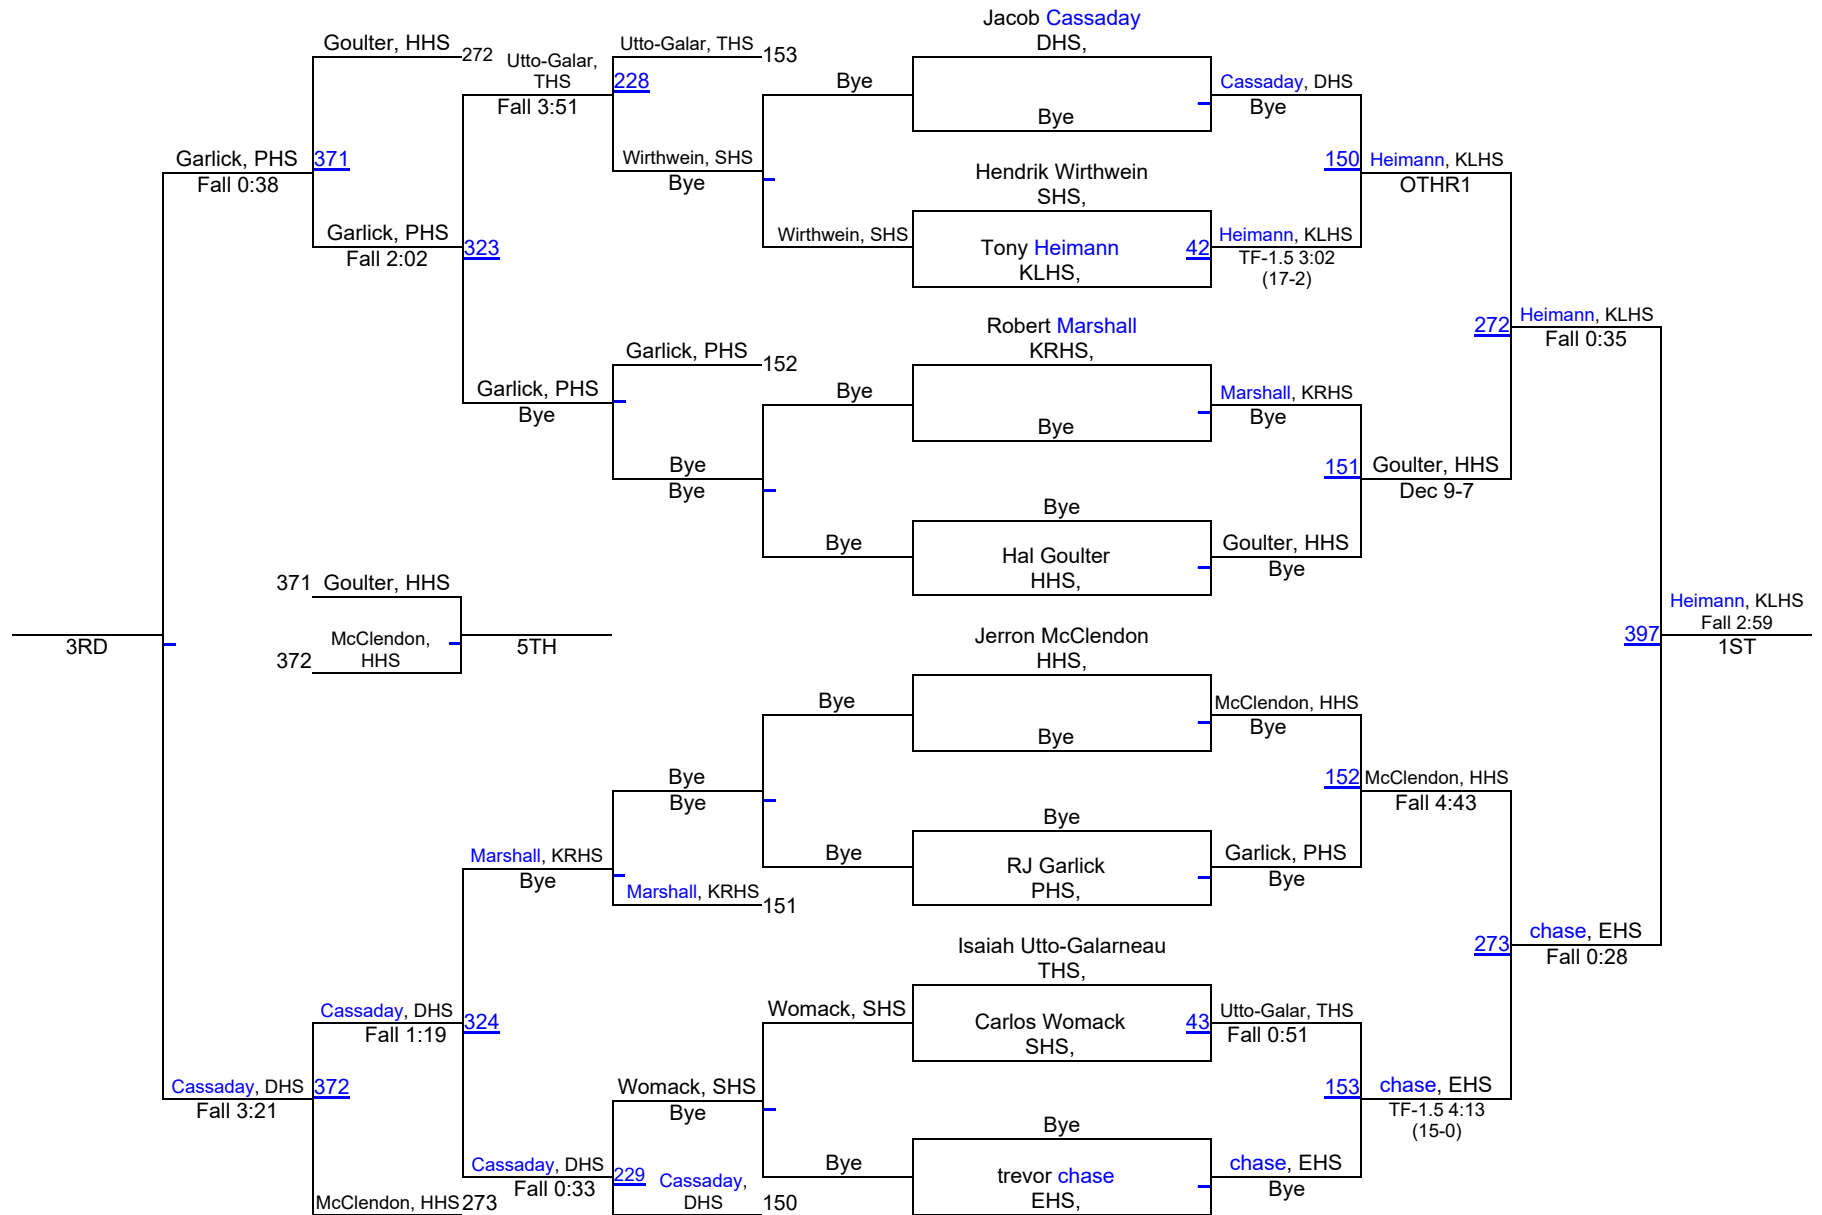 Jacob Cassaday
DHS,
Goulter, HHS
272
Utto-Galar,
THS
Fall 3:51
Utto-Galar, THS
153
228
Bye
Bye
Cassaday, DHS
Bye
Garlick, PHS
Fall 0:38
371
Wirthwein, SHS
Bye
Hendrik Wirthwein
SHS,
150
Heimann, KLHS
OTHR1
Garlick, PHS
Fall 2:02
323
Wirthwein, SHS
Tony Heimann
KLHS,
42
Heimann, KLHS
TF-1.5 3:02
(17-2)
Robert Marshall
KRHS,
272
Heimann, KLHS
Fall 0:35
Garlick, PHS
152
Garlick, PHS
Bye
Bye
Bye
Marshall, KRHS
Bye
Bye
Bye
151
Goulter, HHS
Dec 9-7
Bye
Bye
Hal Goulter
HHS,
Goulter, HHS
Bye
371
Goulter, HHS
3RD
McClendon,
HHS
372
5TH
Jerron McClendon
HHS,
Heimann, KLHS
Fall 2:59
397
1ST
Bye
Bye
McClendon, HHS
Bye
Bye
Bye
152
McClendon, HHS
Fall 4:43
Bye
Bye
RJ Garlick
PHS,
Garlick, PHS
Bye
Marshall, KRHS
Bye
Marshall, KRHS
151
Isaiah Utto-Galarneau
THS,
273
chase, EHS
Fall 0:28
Cassaday, DHS
Fall 1:19
324
Womack, SHS
Carlos Womack
SHS,
43
Utto-Galar, THS
Fall 0:51
Cassaday, DHS
Fall 3:21
372
Womack, SHS
Bye
153
chase, EHS
TF-1.5 4:13
(15-0)
Bye
Cassaday, DHS
Fall 0:33
229
Cassaday,
DHS
150
Bye
trevor chase
EHS,
chase, EHS
Bye
McClendon, HHS
273